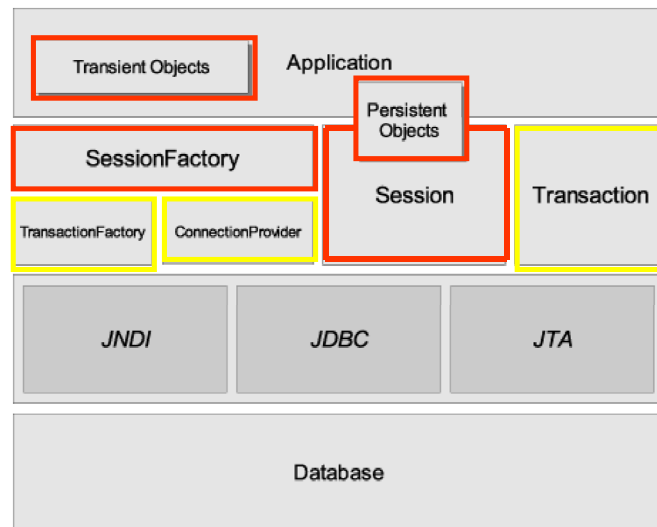 Transient Objects
Application
Persistent
Objects
SessionFactory
Session
Transaction
TransactionFactory
ConnectionProvider
JNDI
JDBC
JTA
Database